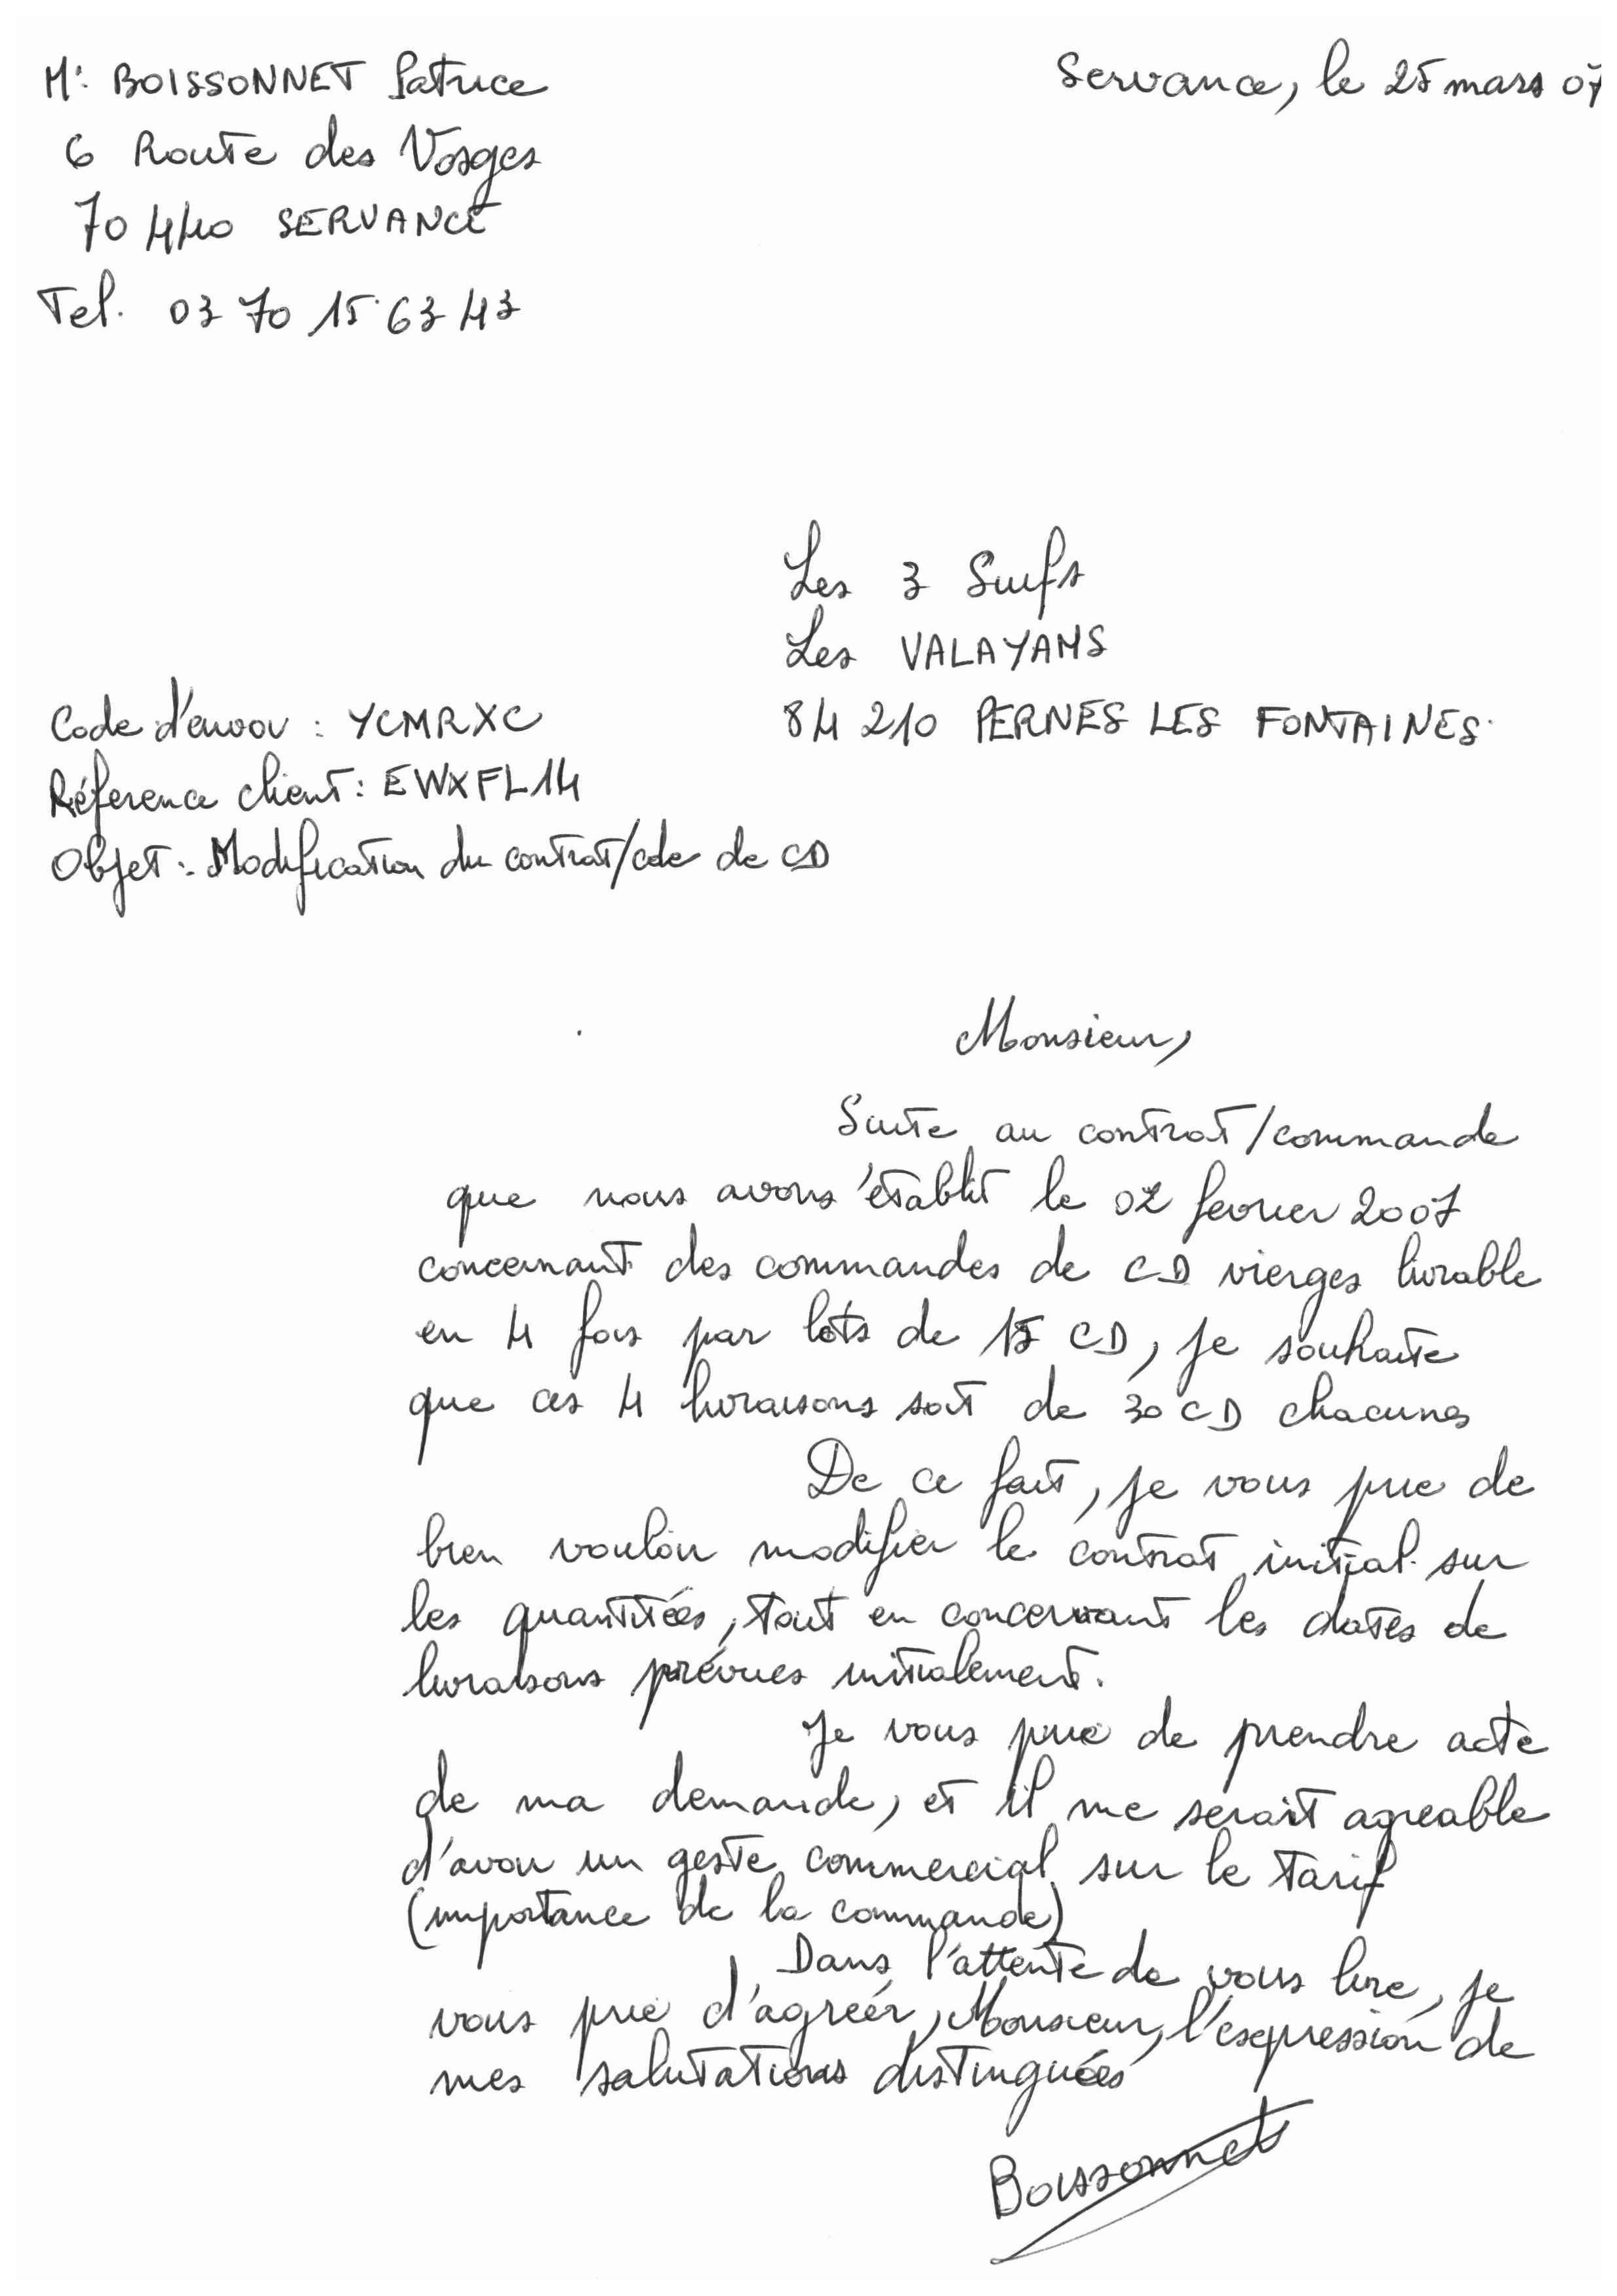 Mr. BOISSONNET Patrice
Servance, le 25 mars 07
6 Route des Vosges
70440 SERVANCE
Tel. 03 70 15 63 43
Les 3 Suifs
Les VALAYANS
84 210 PERNES LES FONTAINES.
Code d'envov : YCMRXC
Réference client : EWXFL14
Objet : Modification du contrat/cde de CD
Monsieur,
Suite au contrat/commande
que nous avons établit le 02 fevrier 2007
concernant des commandes de CD vierges livrable
en 4 fois par lots de 15 CD, je souhaite
que ces 4 livraisons soit de 30 CD chacunes
De ce fait, je vous prie de
bien vouloir modifier le contrat initial sur
les quantitées, tout en concervant les dates de
livraisons prévues initialement.
Je vous prie de prendre acte
de ma demande, et il me serait agreable
d'avoir un geste commercial sur le tarif
(importance de la commande)
Dans l'attente de vous lire, je
vous prie d'agréer, Monsieur, l'expression de
mes salutations distinguées
Boissonnet